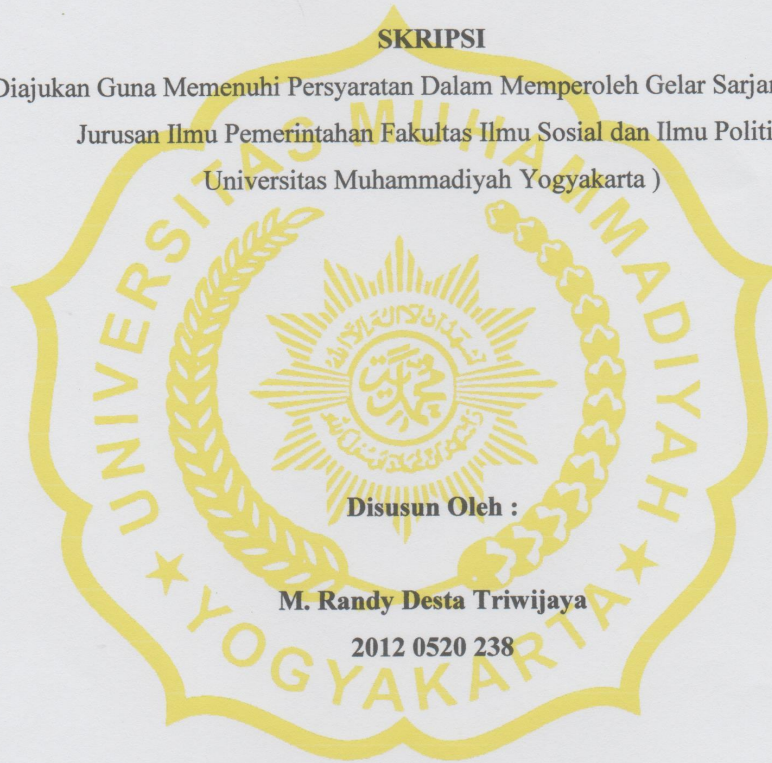 SKRIPSI
Diajukan Guna Memenuhi Persyaratan Dalam Memperoleh Gelar Sarjan
Jurusan Ilmu Pemerintahan Fakultas Ilmu Sosial dan Ilmu Politi
Universitas Muhammadiyah Yogyakarta )
UNIVERSITAS MUHAMMADIYAH
★ YOGYAKARTA ★
Disusun Oleh :
M. Randy Desta Triwijaya
2012 0520 238